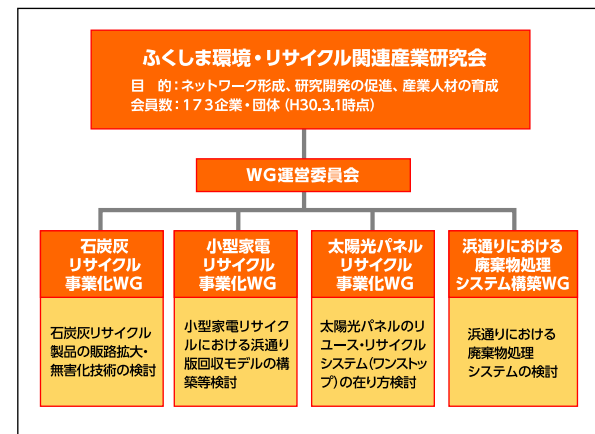 ふくしま環境・リサイクル関連産業研究会
目　的：ネットワーク形成、研究開発の促進、産業人材の育成
会員数：１７３企業・団体（H30.3.1時点）
WG運営委員会
石炭灰
リサイクル
事業化WG
石炭灰リサイクル
製品の販路拡大・
無害化技術の検討
小型家電
リサイクル
事業化WG
小型家電リサイク
ルにおける浜通り
版回収モデルの構
築等検討
太陽光パネル
リサイクル
事業化WG
太陽光パネルのリ
ユース・リサイクル
システム（ワンストッ
プ）の在り方検討
浜通りにおける
廃棄物処理
システム構築WG
浜通りにおける
廃棄物処理
システムの検討